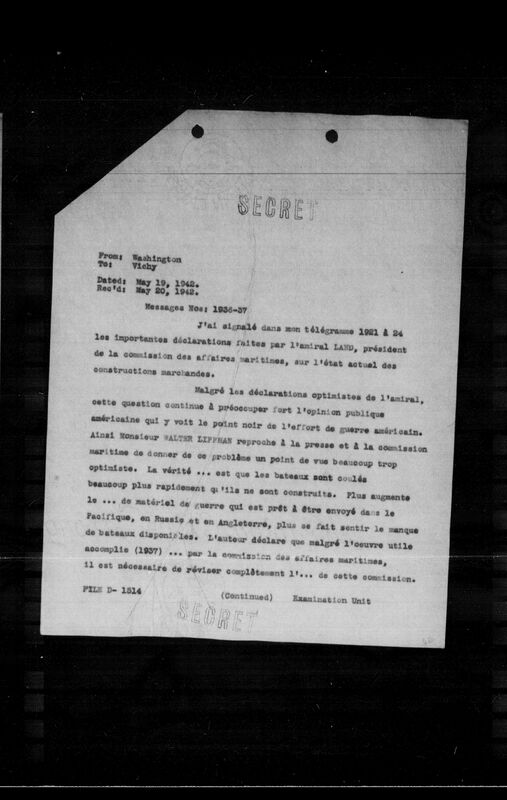 SECRET
From: Washington
To: Vichy
Dated: May 19, 1942.
Rec'd: May 20, 1942.
Messages Nos: 1936-37
J'ai signalé dans mon télégramme 1921 à 24
les importantes déclarations faites par l'amiral LAND, président
de la commission des affaires maritimes, sur l'état actuel des
constructions marchandes.
Malgré les déclarations optimistes de l'amiral,
cette question continue à préoccuper fort l'opinion publique
américaine qui y voit le point noir de l'effort de guerre américain.
Ainsi Monsieur WALTER LIPPMAN reproche à la presse et à la commission
maritime de donner de ce problème un point de vue beaucoup trop
optimiste. La vérité ... est que les bateaux sont coulés
beaucoup plus rapidement qu'ils ne sont construits. Plus augmente
le ... de matériel de guerre qui est prêt à être envoyé dans le
Pacifique, en Russie et en Angleterre, plus se fait sentir le manque
de bateaux disponibles. L'auteur déclare que malgré l'oeuvre utile
accomplie (1937) ... par la commission des affaires maritimes,
il est nécessaire de réviser complètement l'... de cette commission.
FILE D- 1514
(Continued) Examination Unit
SECRET